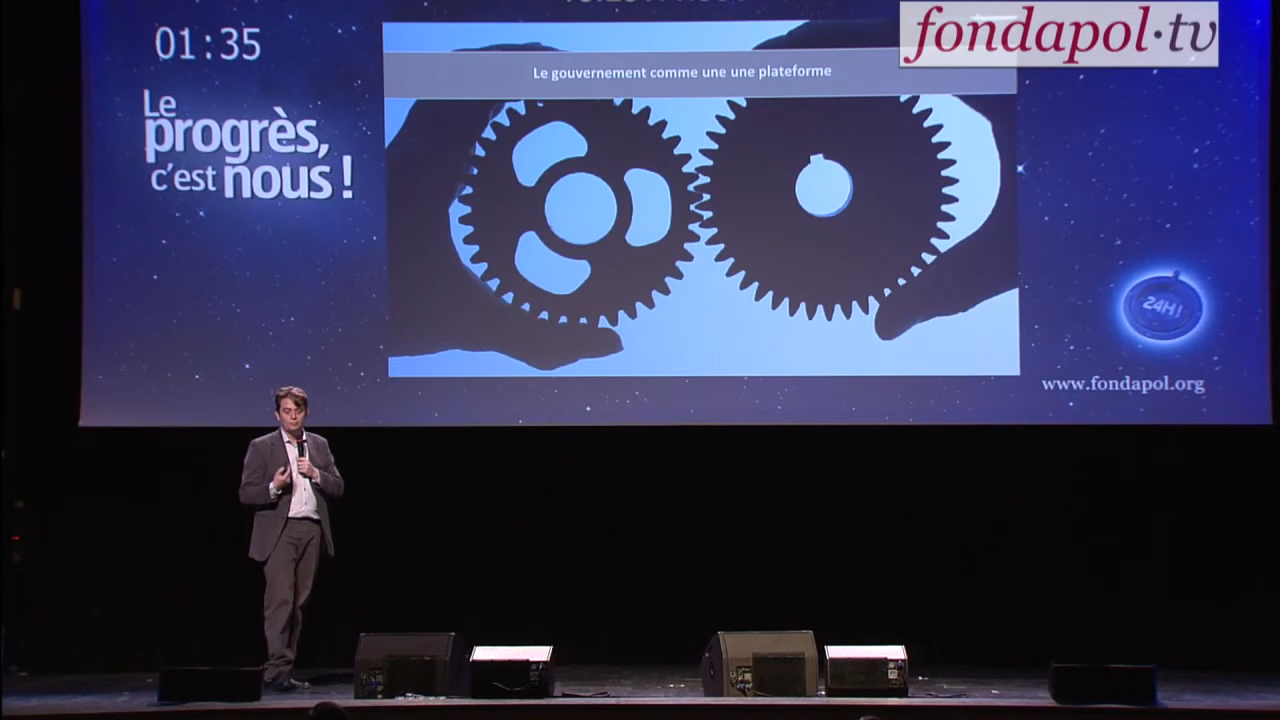 fondapol·tv
01:35
Le gouvernement comme une une plateforme
Le
progrès,
c'est nous !
24H!
www.fondapol.org